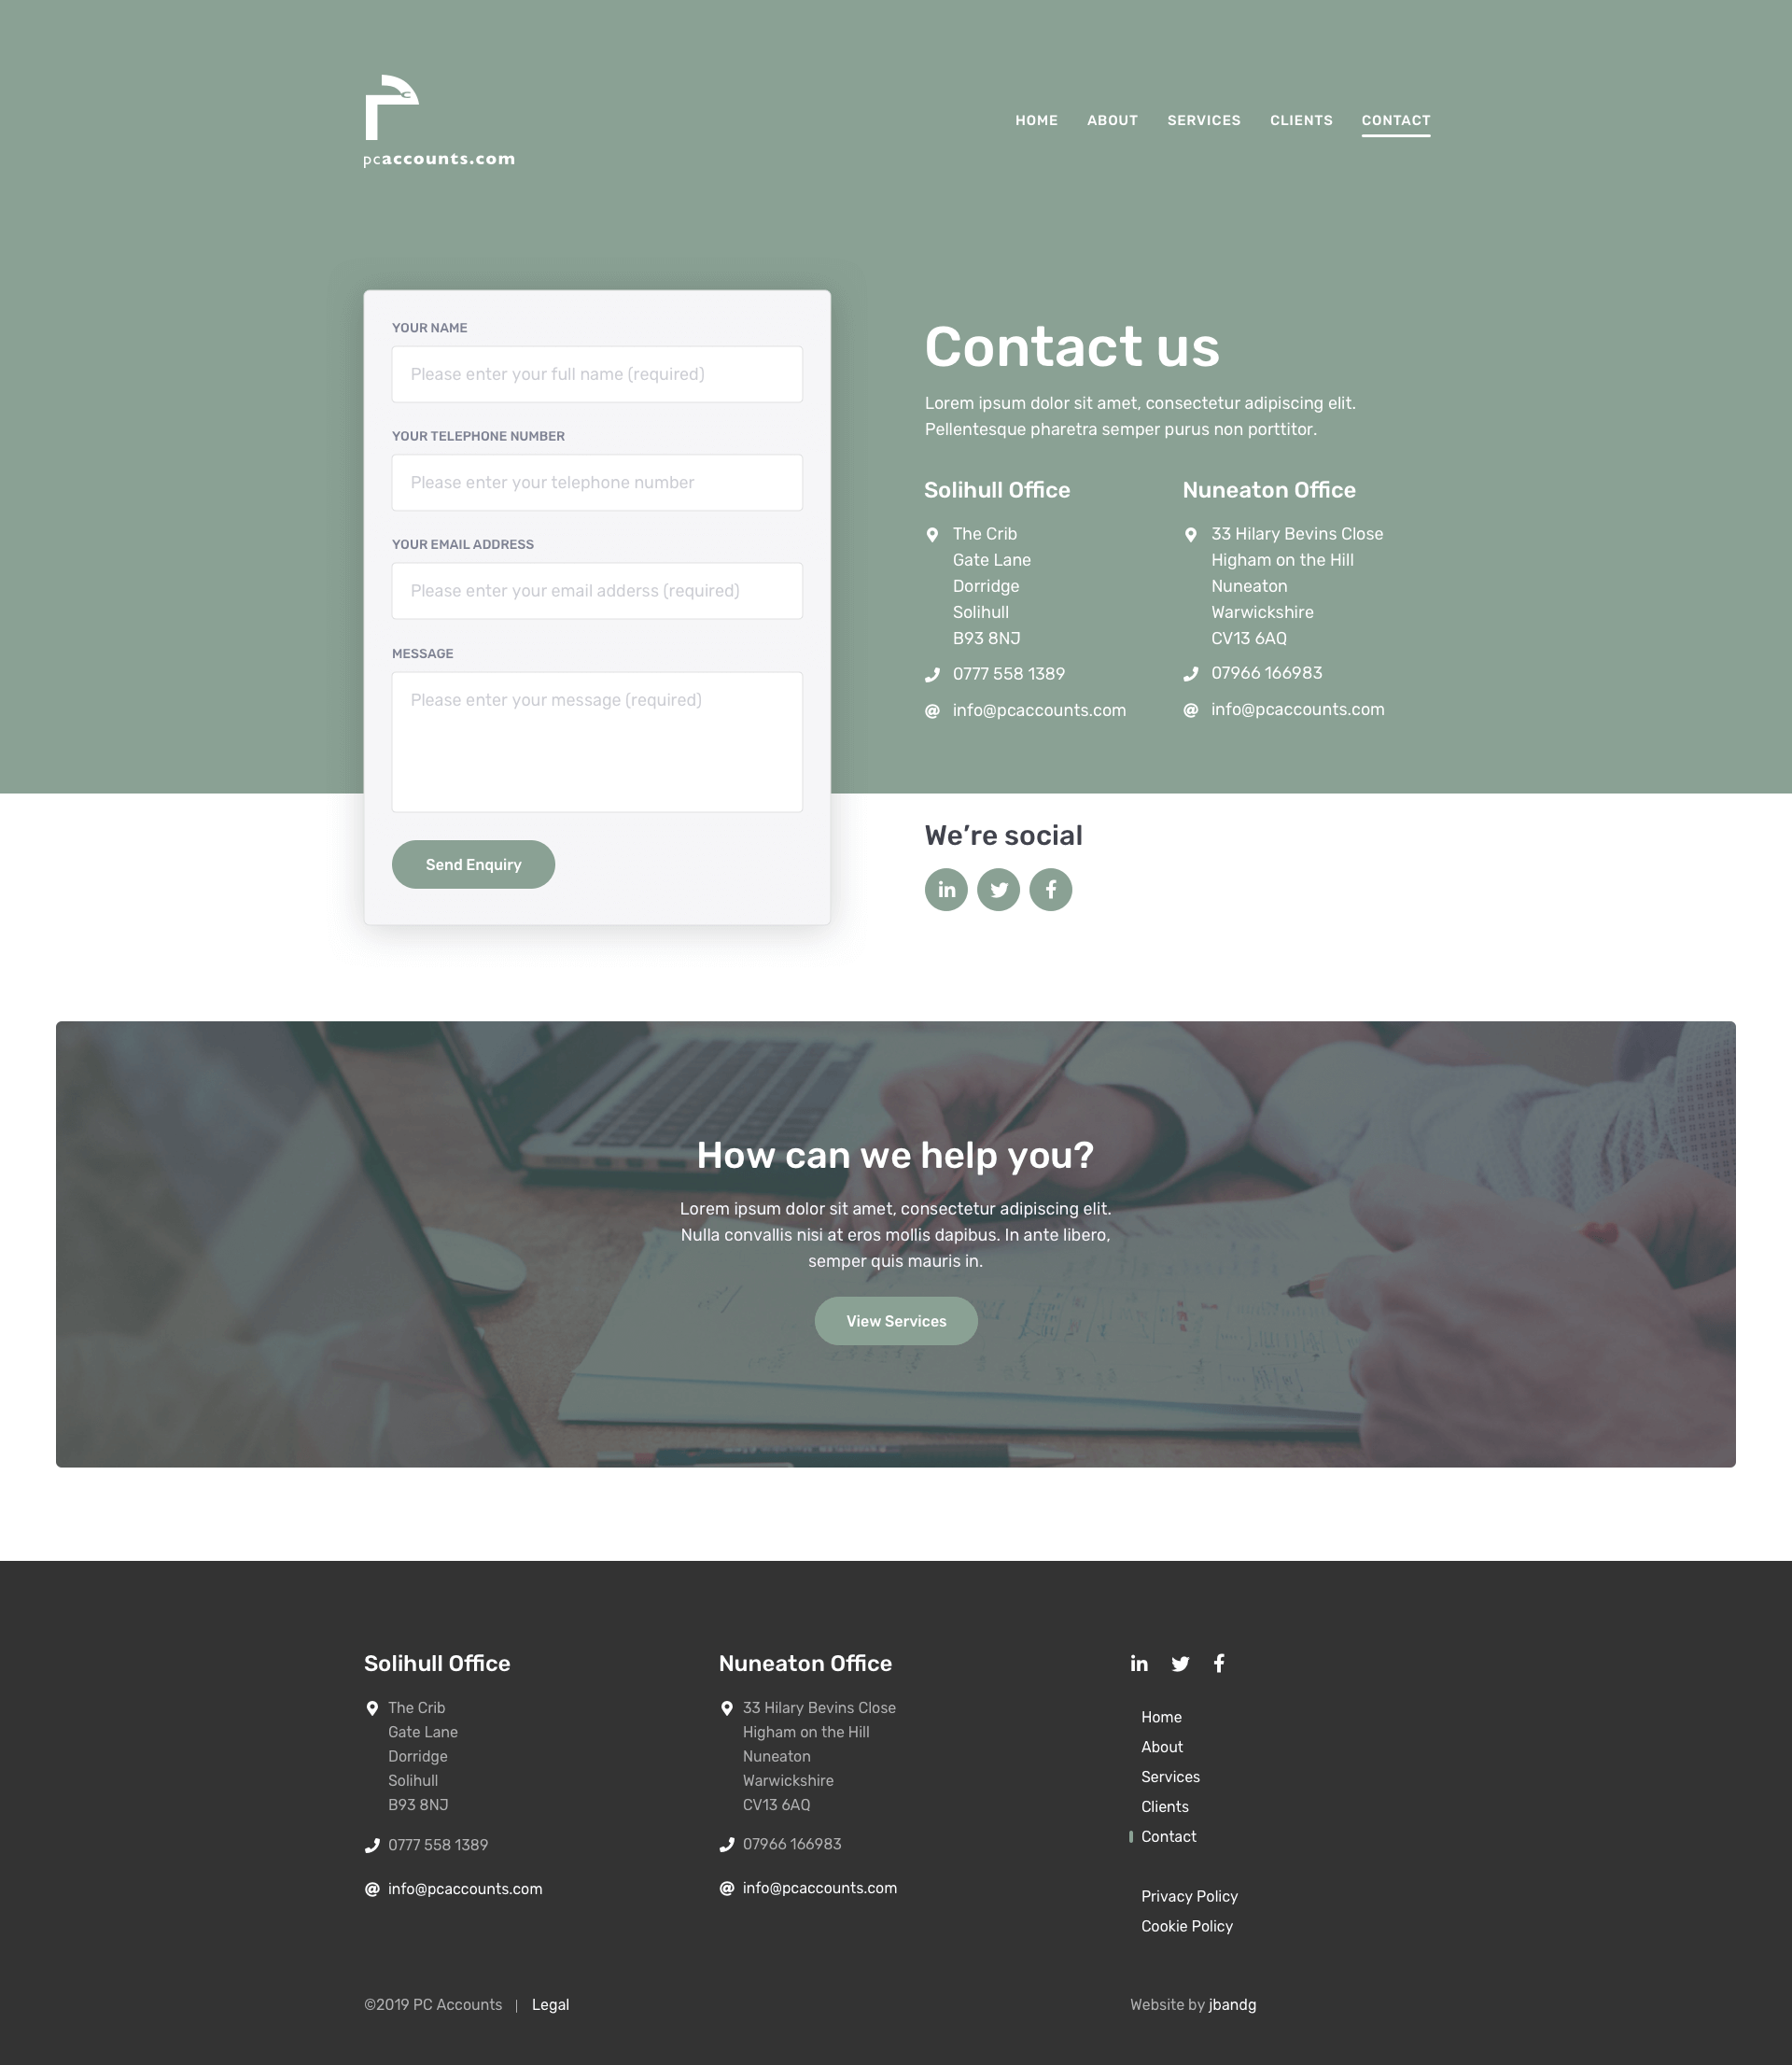 c
pcaccounts.com
HOME ABOUT SERVICES CLIENTS CONTACT
YOUR NAME
Please enter your full name (required)
YOUR TELEPHONE NUMBER
Please enter your telephone number
YOUR EMAIL ADDRESS
Please enter your email adderss (required)
MESSAGE
Please enter your message (required)
Send Enquiry
Contact us
Lorem ipsum dolor sit amet, consectetur adipiscing elit.
Pellentesque pharetra semper purus non porttitor.
Solihull Office
The Crib
Gate Lane
Dorridge
Solihull
B93 8NJ
0777 558 1389
info@pcaccounts.com
Nuneaton Office
33 Hilary Bevins Close
Higham on the Hill
Nuneaton
Warwickshire
CV13 6AQ
07966 166983
info@pcaccounts.com
We’re social
How can we help you?
Lorem ipsum dolor sit amet, consectetur adipiscing elit.
Nulla convallis nisi at eros mollis dapibus. In ante libero,
semper quis mauris in.
View Services
Solihull Office
The Crib
Gate Lane
Dorridge
Solihull
B93 8NJ
0777 558 1389
info@pcaccounts.com
Nuneaton Office
33 Hilary Bevins Close
Higham on the Hill
Nuneaton
Warwickshire
CV13 6AQ
07966 166983
info@pcaccounts.com
Home
About
Services
Clients
Contact
Privacy Policy
Cookie Policy
©2019 PC Accounts | Legal
Website by jbandg